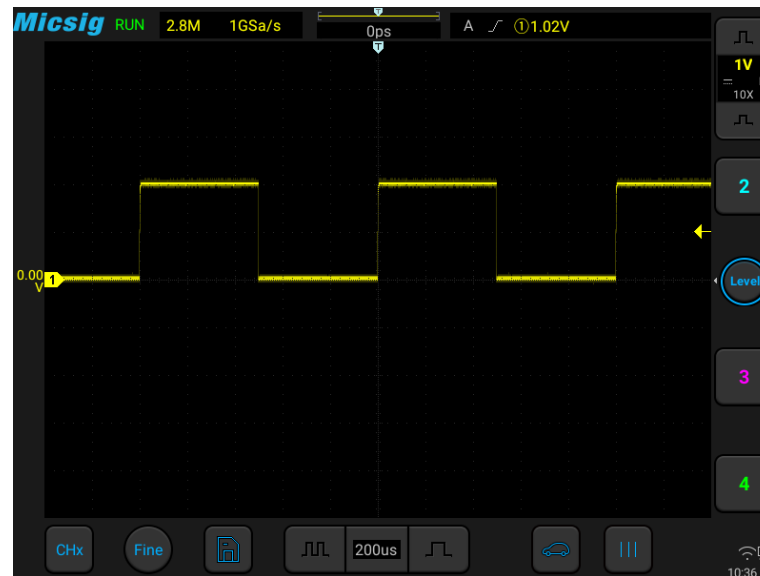 Micsig RUN 2.8M 1GSa/s T 0ps A ①1.02V
T
1V
10X
2
0.00 1
V
Level
3
4
CHx Fine 200us
10:36